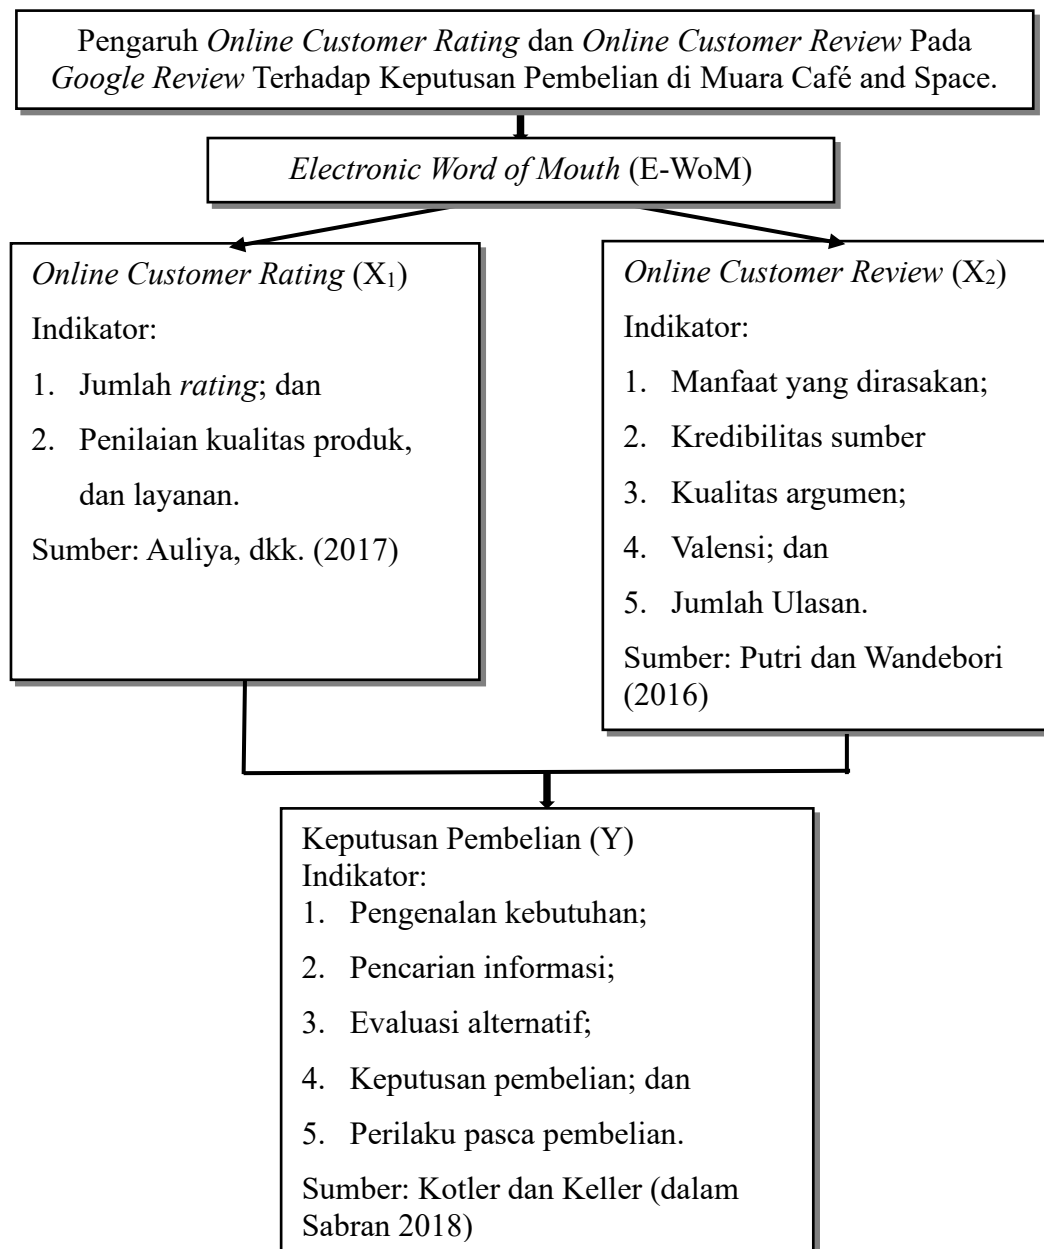 Pengaruh Online Customer Rating dan Online Customer Review Pada
Google Review Terhadap Keputusan Pembelian di Muara Café and Space.
Electronic Word of Mouth (E-WoM)
Online Customer Rating (X₁)
Indikator:
1. Jumlah rating; dan
2. Penilaian kualitas produk,
dan layanan.
Sumber: Auliya, dkk. (2017)
Online Customer Review (X₂)
Indikator:
1. Manfaat yang dirasakan;
2. Kredibilitas sumber
3. Kualitas argumen;
4. Valensi; dan
5. Jumlah Ulasan.
Sumber: Putri dan Wandebori
(2016)
Keputusan Pembelian (Y)
Indikator:
1. Pengenalan kebutuhan;
2. Pencarian informasi;
3. Evaluasi alternatif;
4. Keputusan pembelian; dan
5. Perilaku pasca pembelian.
Sumber: Kotler dan Keller (dalam
Sabran 2018)